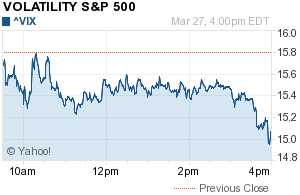 VOLATILITY S&P 500
^VIX
Mar 27, 4:00pm EDT
16.0
15.8
15.6
15.4
15.2
15.0
14.8
© Yahoo!
10am 12pm 2pm 4pm
Previous Close